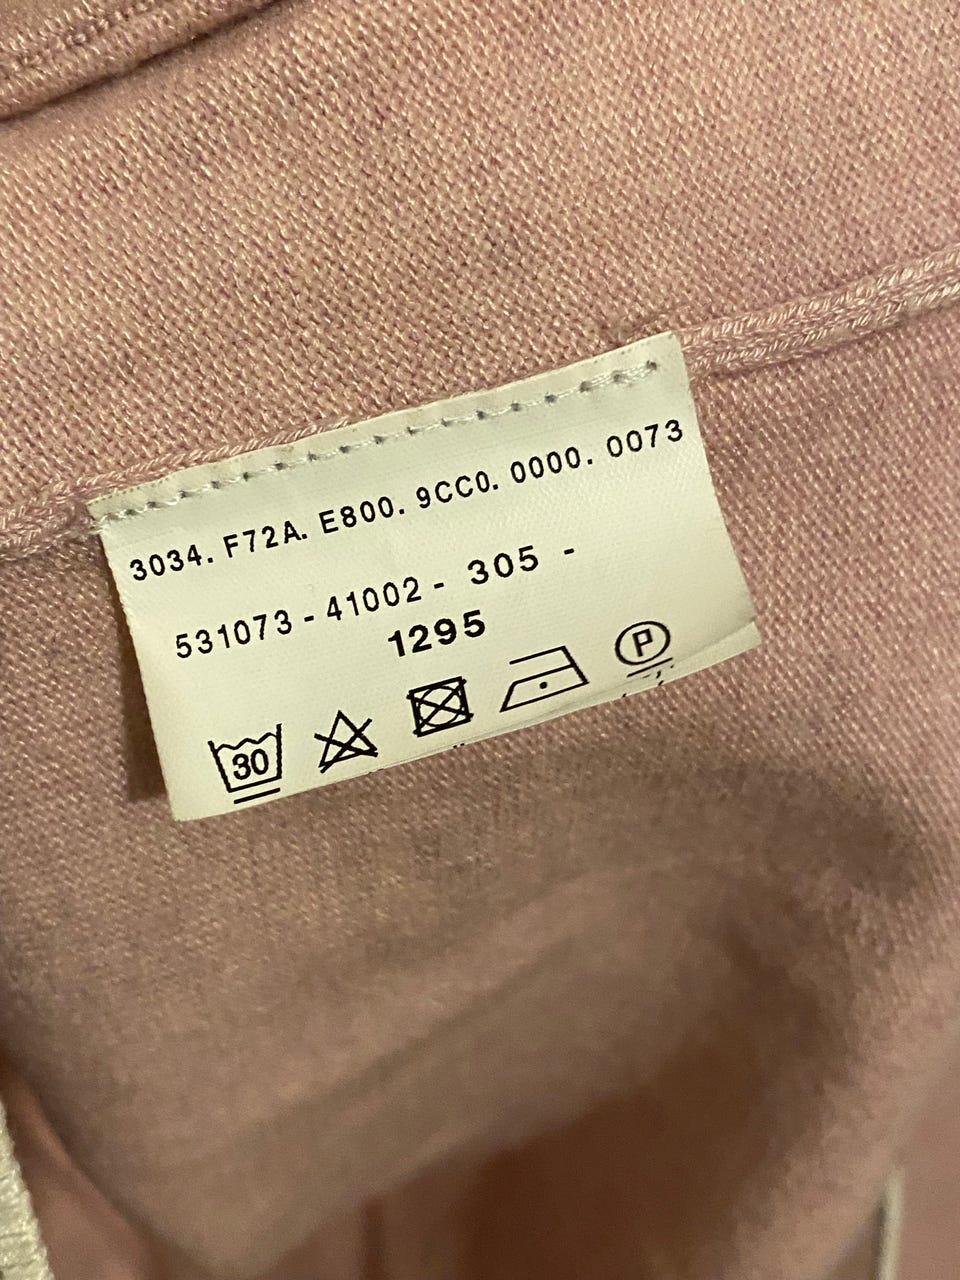 3034. F72A. E800. 9CC0. 0000. 0073
531073 - 41002 - 305 -
1295
30 P